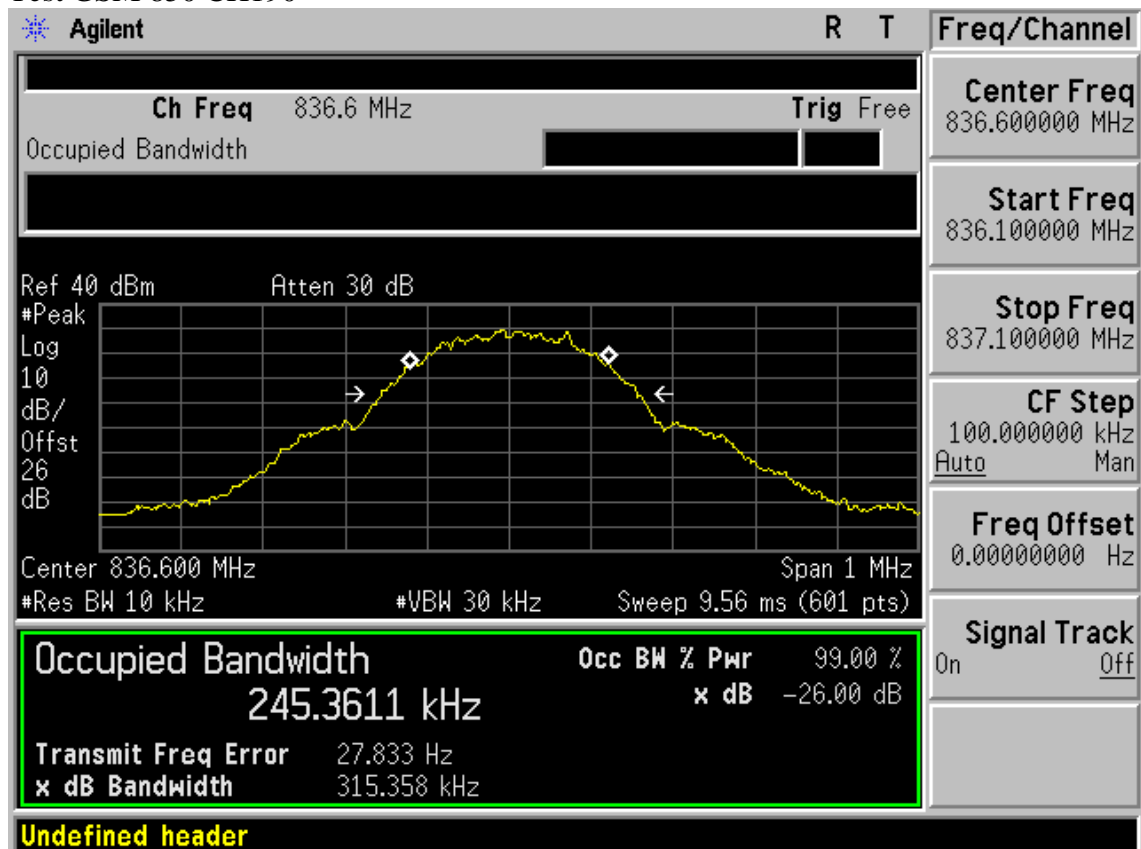 Agilent R T Freq/Channel
Ch Freq 836.6 MHz Trig Free
Occupied Bandwidth
Center Freq
836.600000 MHz
Start Freq
836.100000 MHz
Stop Freq
837.100000 MHz
CF Step
100.000000 kHz
Auto Man
Freq Offset
0.00000000 Hz
Signal Track
On Off
Ref 40 dBm Atten 30 dB
#Peak
Log
10
dB/
Offst
26
dB
Center 836.600 MHz Span 1 MHz
#Res BW 10 kHz #VBW 30 kHz Sweep 9.56 ms (601 pts)
Occupied Bandwidth
245.3611 kHz
Occ BW % Pwr 99.00 %
x dB -26.00 dB
Transmit Freq Error 27.833 Hz
x dB Bandwidth 315.358 kHz
Undefined header